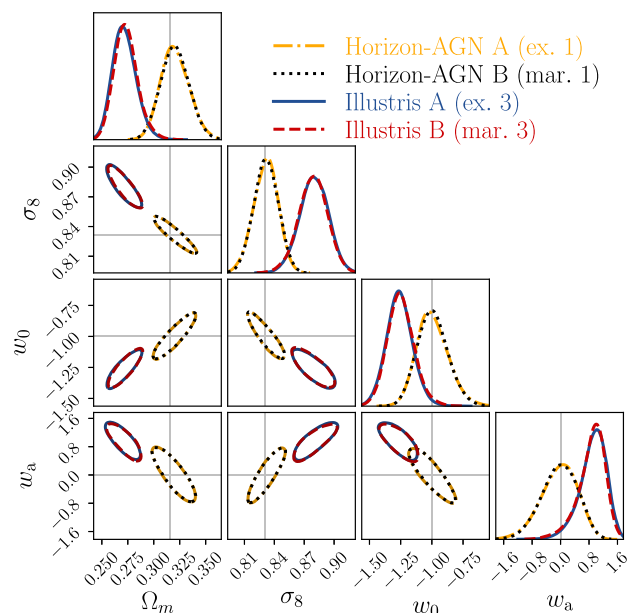 Horizon-AGN A (ex. 1)
Horizon-AGN B (mar. 1)
Illustris A (ex. 3)
Illustris B (mar. 3)
σ8
0.90
0.87
0.84
0.81
w0
−0.75
−1.00
−1.25
−1.50
wa
1.6
0.8
0.0
−0.8
−1.6
0.250 0.275 0.300 0.325 0.350
0.81 0.84 0.87 0.90
−1.50 −1.25 −1.00 −0.75
−1.6 −0.8 0.0 0.8 1.6
Ωm σ8 w0 wa